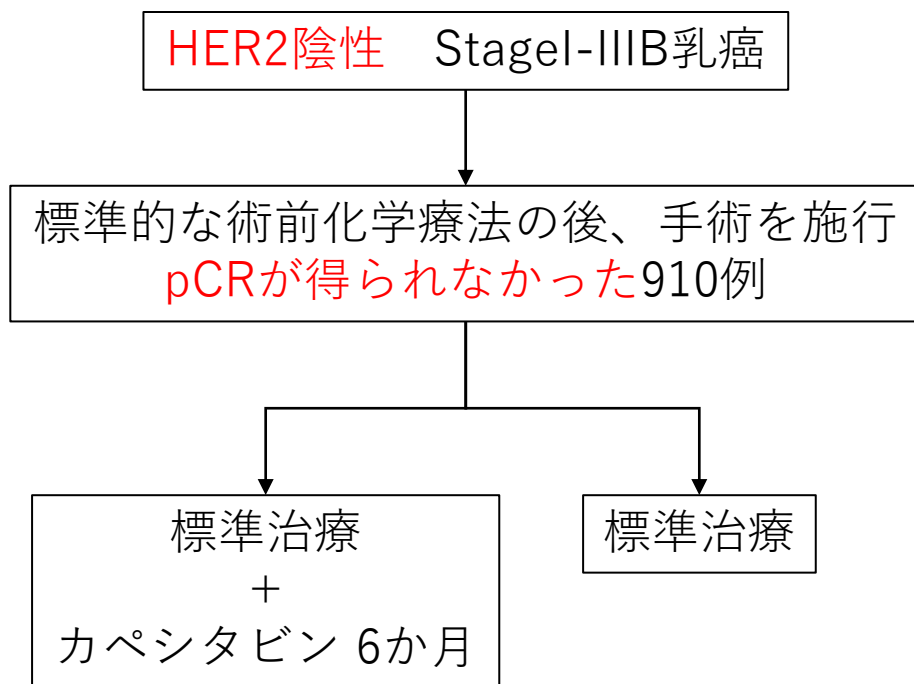 HER2陰性　StageI-IIIB乳癌
標準的な術前化学療法の後、手術を施行
pCRが得られなかった910例
標準治療
+
カペシタビン 6か月
標準治療